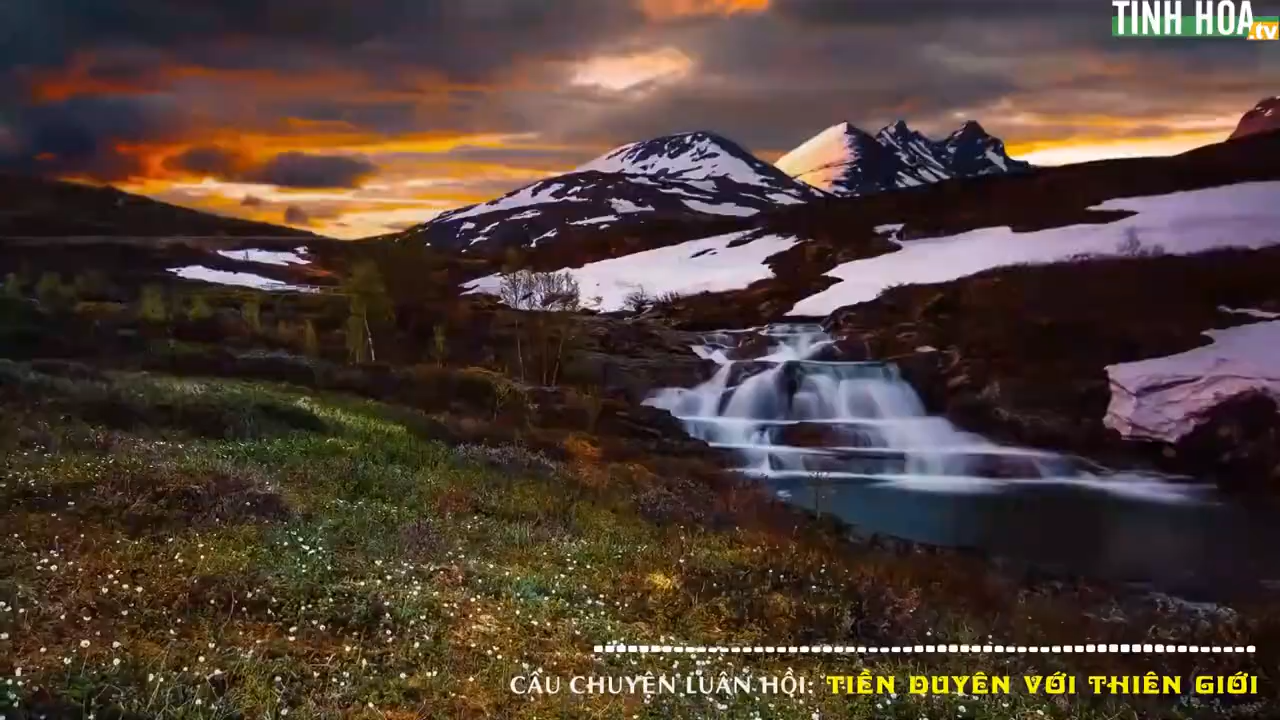 TINH HOA
.tv
CÂU CHUYỆN LUÂN HỒI: TIỀN DUYÊN VỚI THIÊN GIỚI